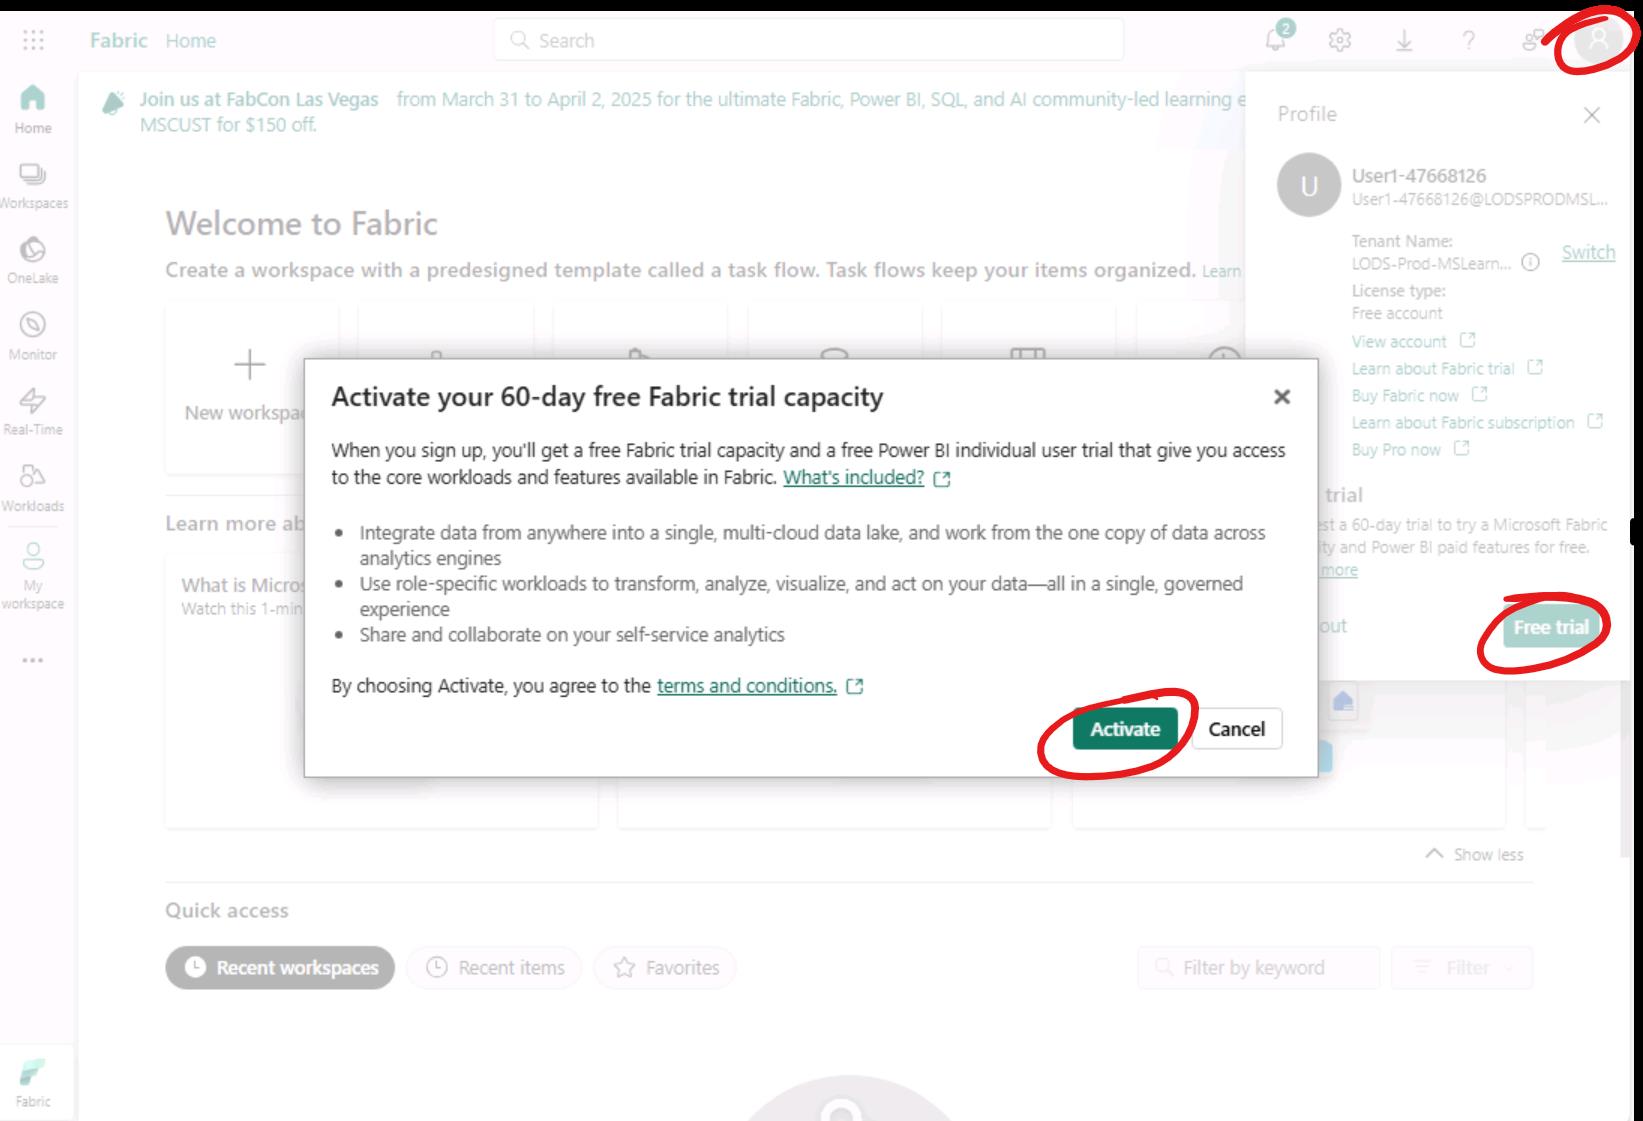 Fabric Home
Search
2
Home
Workspaces
OneLake
Monitor
Real-Time
Workloads
My
workspace
Fabric
Join us at FabCon Las Vegas from March 31 to April 2, 2025 for the ultimate Fabric, Power BI, SQL, and AI community-led learning e
MSCUST for $150 off.
Welcome to Fabric
Create a workspace with a predesigned template called a task flow. Task flows keep your items organized. Learn
New workspa
Learn more ab
What is Micros
Watch this 1-min
Profile
U
User1-47668126
User1-47668126@LODSPRODMSL...
Tenant Name:
LODS-Prod-MSLearn...
Switch
License type:
Free account
View account
Learn about Fabric trial
Buy Fabric now
Learn about Fabric subscription
Buy Pro now
trial
est a 60-day trial to try a Microsoft Fabric
ity and Power BI paid features for free.
more
out
Free trial
Activate your 60-day free Fabric trial capacity
When you sign up, you'll get a free Fabric trial capacity and a free Power BI individual user trial that give you access
to the core workloads and features available in Fabric. What's included?
• Integrate data from anywhere into a single, multi-cloud data lake, and work from the one copy of data across
analytics engines
• Use role-specific workloads to transform, analyze, visualize, and act on your data—all in a single, governed
experience
• Share and collaborate on your self-service analytics
By choosing Activate, you agree to the terms and conditions.
Activate
Cancel
Show less
Quick access
Recent workspaces
Recent items
Favorites
Filter by keyword
Filter